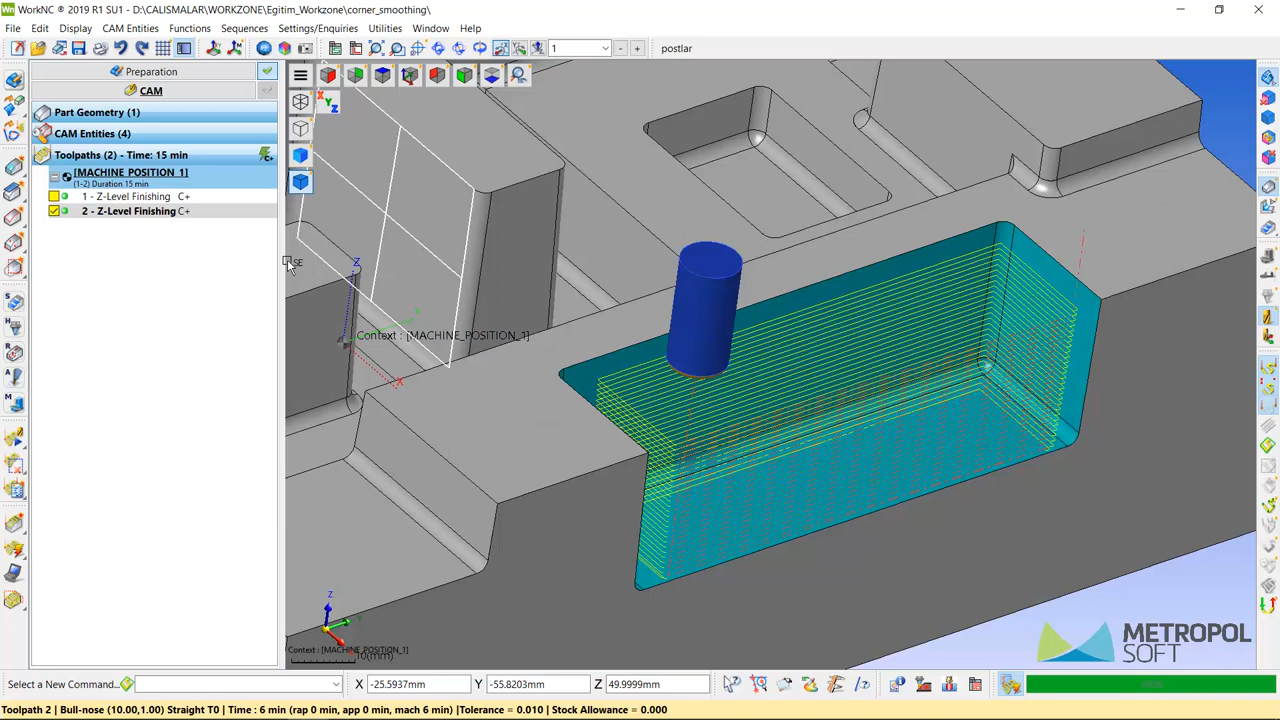 WorkNC ® 2019 R1 SU1 - D:\CALISMALAR\WORKZONE\Egitim_Workzone\corner_smoothing\
File Edit Display CAM Entities Functions Sequences Settings/Enquiries Utilities Window Help
1 - + postlar
Preparation
CAM
Part Geometry (1)
CAM Entities (4)
Toolpaths (2) - Time: 15 min
C+
[MACHINE_POSITION_1]
(1-2) Duration 15 min
1 - Z-Level Finishing C+
2 - Z-Level Finishing C+
X
Y
Z
SE
Z
Y
Context : [MACHINE_POSITION_1]
X
Z
Y
X
Context : [MACHINE_POSITION_1]
10(mm)
METROPOL
SOFT
Select a New Command... X -25.5937mm Y -55.8203mm Z 49.9999mm
Toolpath 2 | Bull-nose (10.00,1.00) Straight T0 | Time : 6 min (rap 0 min, app 0 min, mach 6 min) |Tolerance = 0.010 | Stock Allowance = 0.000